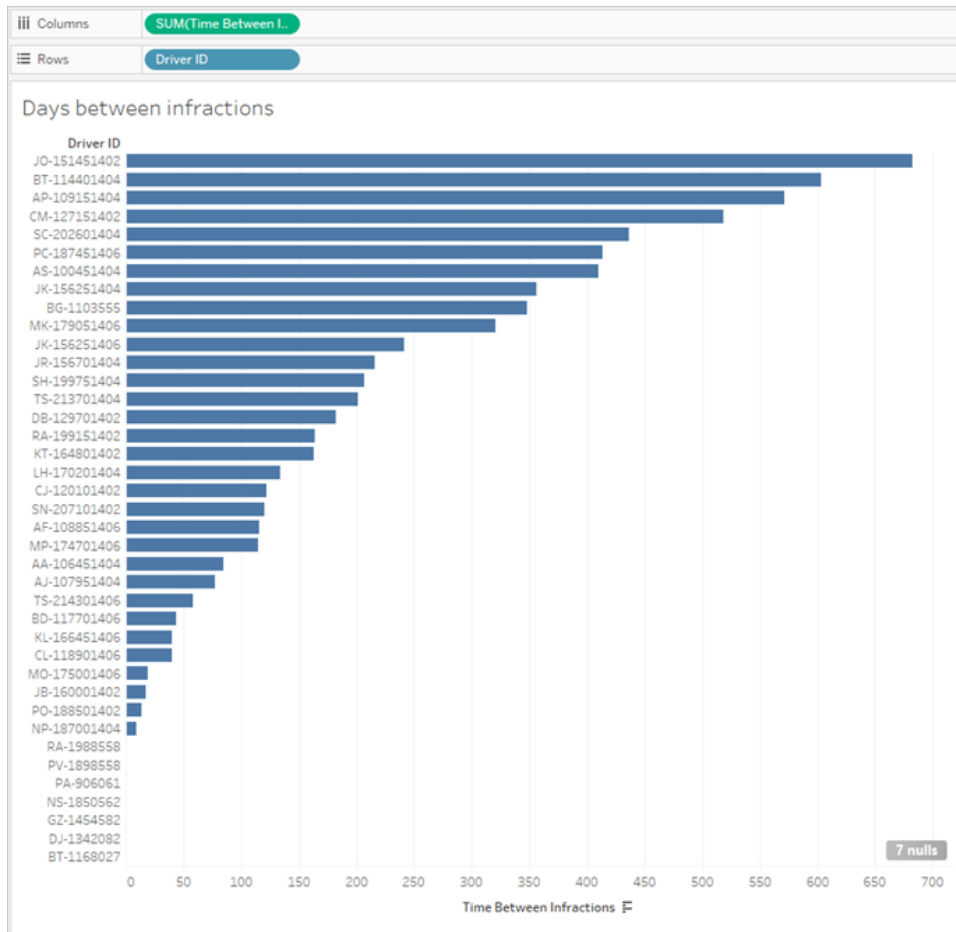 Columns SUM(Time Between I..
Rows Driver ID
Days between infractions
Driver ID
JO-151451402
BT-114401404
AP-109151404
CM-127151402
SC-202601404
PC-187451406
AS-100451404
JK-156251404
BG-1103555
MK-179051406
JK-156251406
JR-156701404
SH-199751404
TS-213701404
DB-129701402
RA-199151402
KT-164801402
LH-170201404
CJ-120101402
SN-207101402
AF-108851406
MP-174701406
AA-106451404
AJ-107951404
TS-214301406
BD-117701406
KL-166451406
CL-118901406
MO-175001406
JB-160001402
PO-188501402
NP-187001404
RA-1988558
PV-1898558
PA-906061
NS-1850562
GZ-1454582
DJ-1342082
BT-1168027
7 nulls
0 50 100 150 200 250 300 350 400 450 500 550 600 650 700
Time Between Infractions